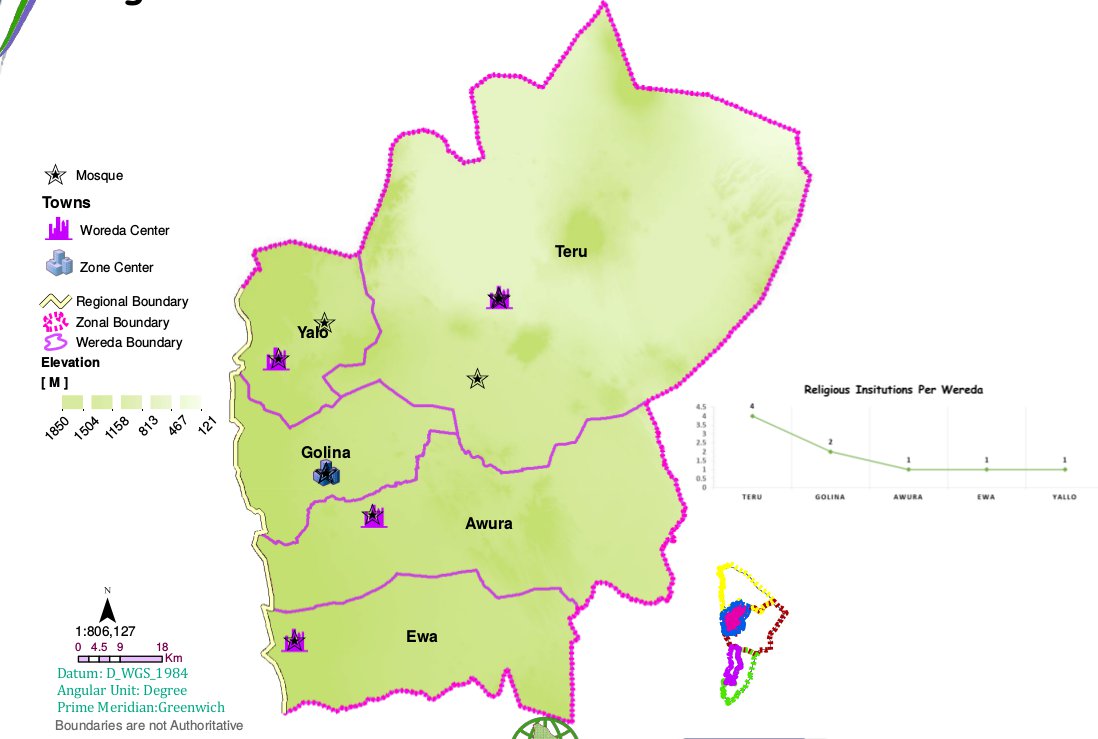 Mosque
Towns
Woreda Center
Zone Center
Regional Boundary
Zonal Boundary
Wereda Boundary
Elevation
[ M ]
1850 1504 1158 813 467 121
Teru
Yalo
Golina
Awura
Ewa
Religious Insitutions Per Wereda
4.5
4
3.5
3
2.5
2
1.5
1
0.5
0
4 2 1 1 1
TERU GOLINA AWURA EWA YALLO
N
1:806,127
0 4.5 9 18
Km
Datum: D_WGS_1984
Angular Unit: Degree
Prime Meridian:Greenwich
Boundaries are not Authoritative